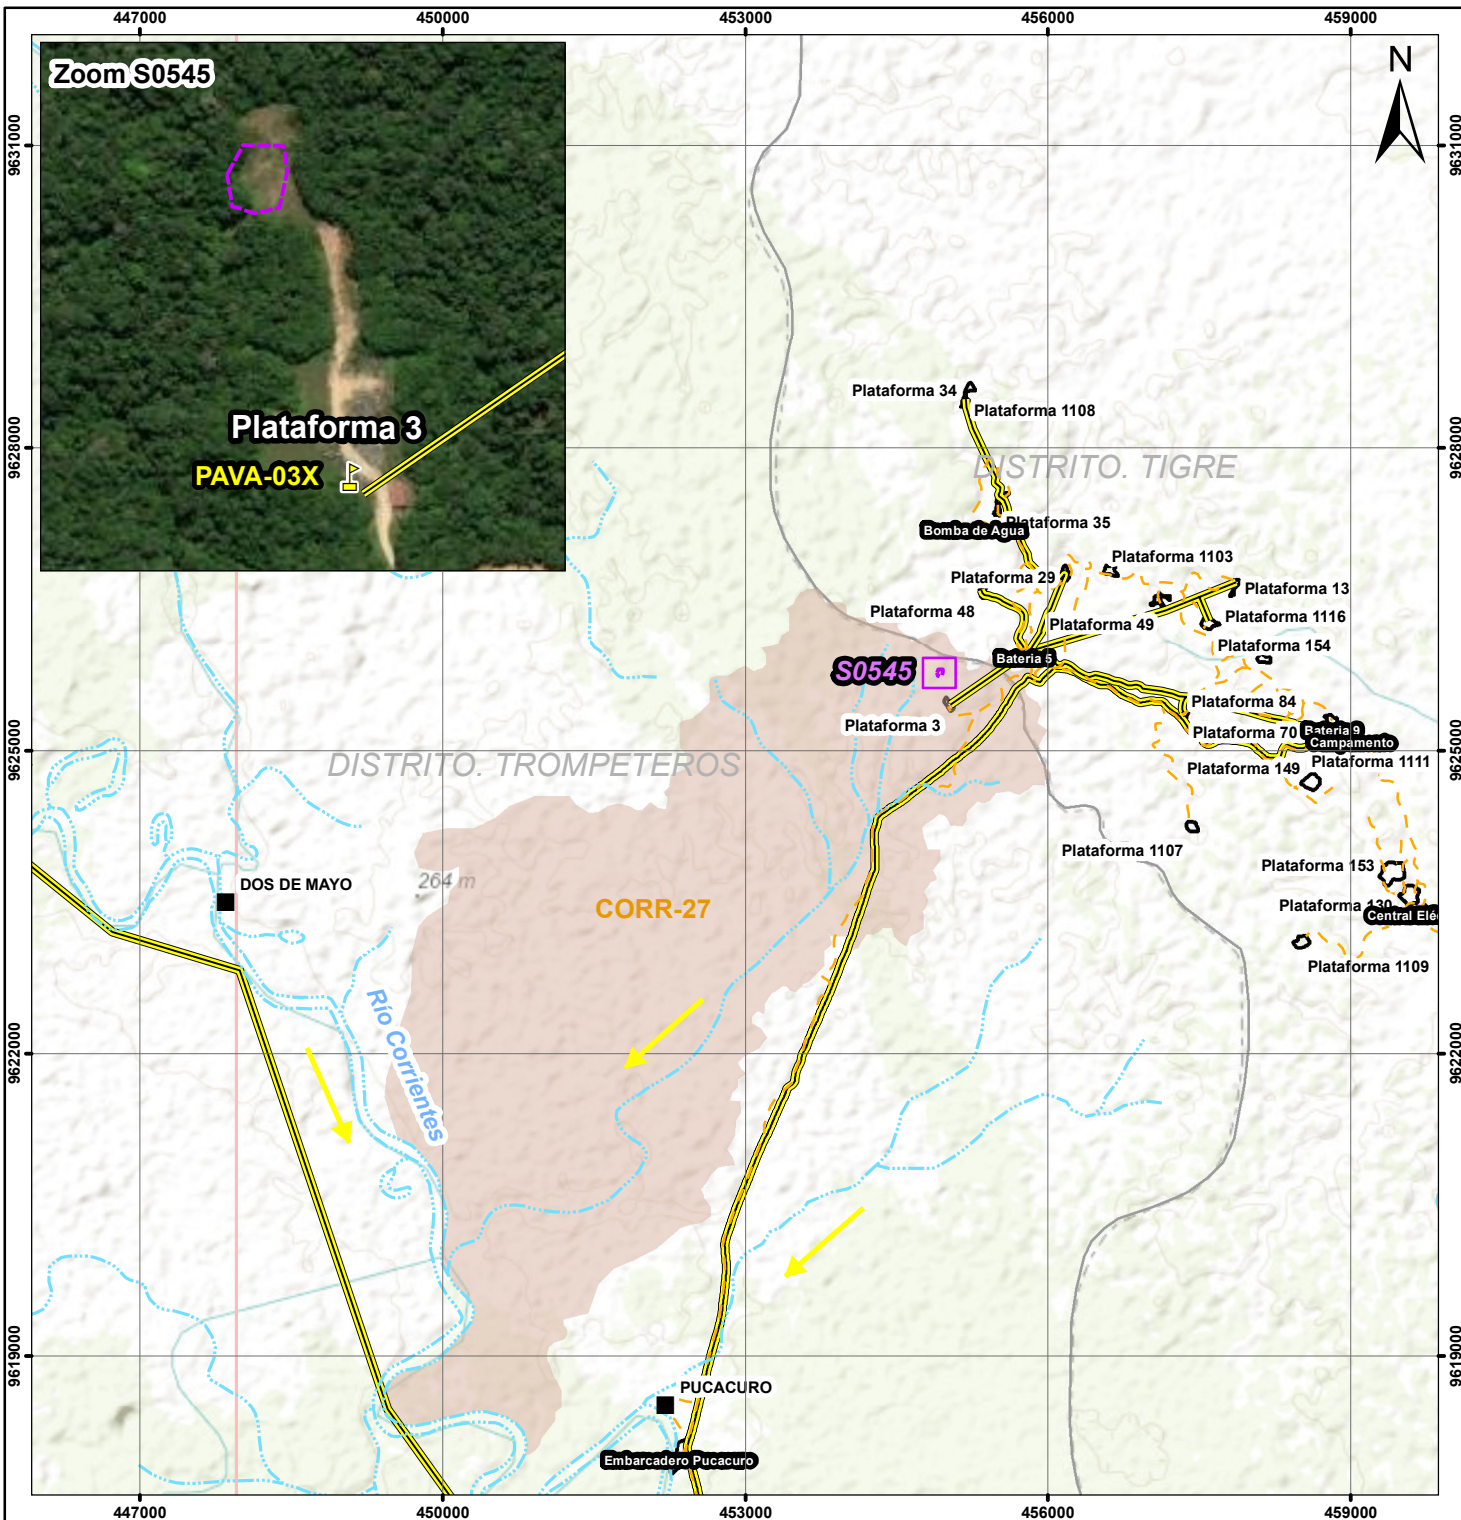 447000
450000
453000
456000
459000
Zoom S0545
N
9631000
9631000
Plataforma 34
Plataforma 1108
Plataforma 3
PAVA-03X
9628000
9628000
DISTRITO. TIGRE
Plataforma 35
Bomba de Agua
Plataforma 1103
Plataforma 29
Plataforma 13
Plataforma 48
Plataforma 49
Plataforma 1116
Plataforma 154
Bateria 5
S0545
Plataforma 84
Plataforma 3
Plataforma 70
Bateria 9
Campamento
9625000
9625000
DISTRITO. TROMPETEROS
Plataforma 149
Plataforma 1111
Plataforma 1107
Plataforma 153
264 m
DOS DE MAYO
CORR-27
Plataforma 130
Central Elé
Plataforma 1109
Río Corrientes
9622000
9622000
9619000
9619000
PUCACURO
Embarcadero Pucacuro
447000
450000
453000
456000
459000